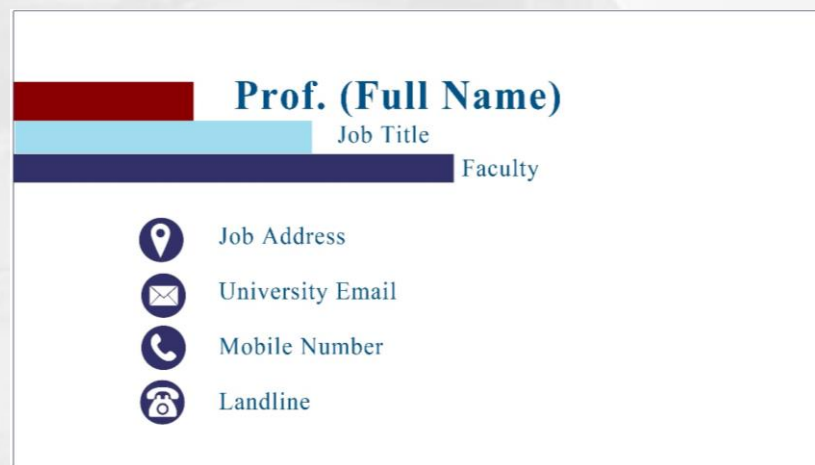 Prof. (Full Name)
Job Title
Faculty
Job Address
University Email
Mobile Number
Landline